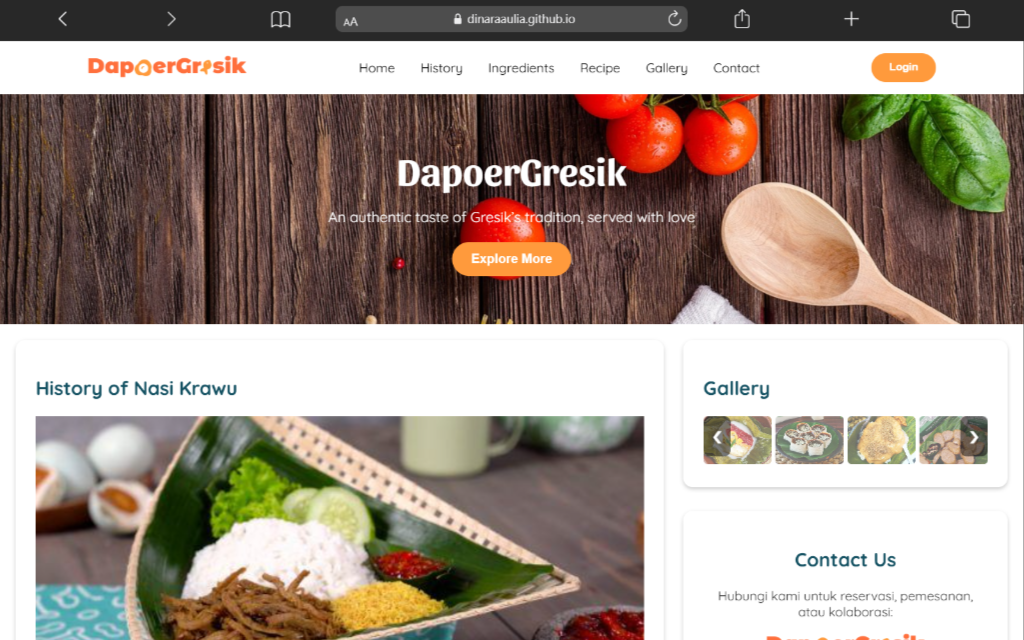 AA dinaraaulia.github.io
DapoerGresik
Home History Ingredients Recipe Gallery Contact
Login
DapoerGresik
An authentic taste of Gresik's tradition, served with love
Explore More
History of Nasi Krawu
Gallery
Contact Us
Hubungi kami untuk reservasi, pemesanan,
atau kolaborasi:
DapoerGresik